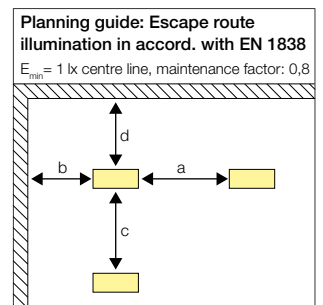 Planning guide: Escape route
illumination in accord. with EN 1838
Emin= 1 lx centre line, maintenance factor: 0,8
d
b
a
c